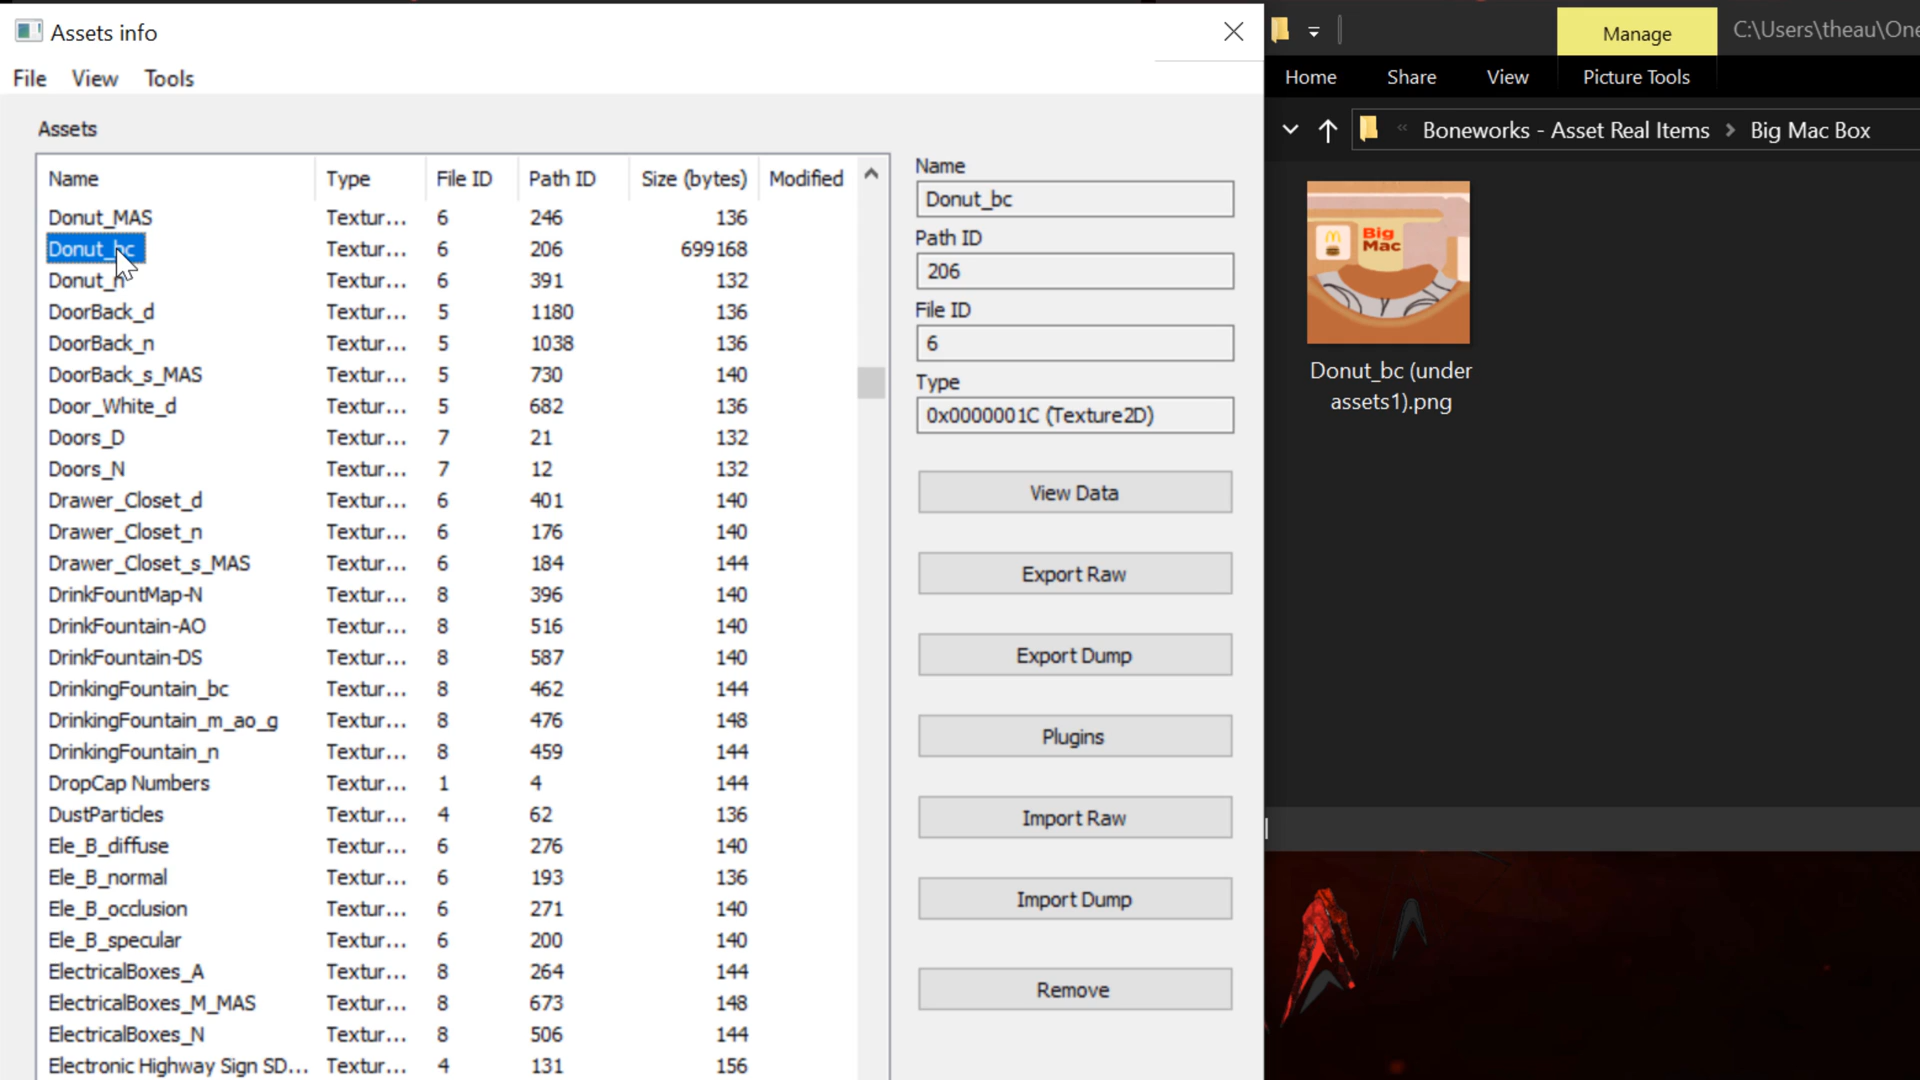 Assets info
File View Tools
Assets
Name Type File ID Path ID Size (bytes) Modified
Donut_MAS Textur... 6 246 136
Donut_bc Textur... 6 206 699168
Donut_n Textur... 6 391 132
DoorBack_d Textur... 5 1180 136
DoorBack_n Textur... 5 1038 136
DoorBack_s_MAS Textur... 5 730 140
Door_White_d Textur... 5 682 136
Doors_D Textur... 7 21 132
Doors_N Textur... 7 12 132
Drawer_Closet_d Textur... 6 401 140
Drawer_Closet_n Textur... 6 176 140
Drawer_Closet_s_MAS Textur... 6 184 144
DrinkFountMap-N Textur... 8 396 140
DrinkFountain-AO Textur... 8 516 140
DrinkFountain-DS Textur... 8 587 140
DrinkingFountain_bc Textur... 8 462 144
DrinkingFountain_m_ao_g Textur... 8 476 148
DrinkingFountain_n Textur... 8 459 144
DropCap Numbers Textur... 1 4 144
DustParticles Textur... 4 62 136
Ele_B_diffuse Textur... 6 276 140
Ele_B_normal Textur... 6 193 136
Ele_B_occlusion Textur... 6 271 140
Ele_B_specular Textur... 6 200 140
ElectricalBoxes_A Textur... 8 264 144
ElectricalBoxes_M_MAS Textur... 8 673 148
ElectricalBoxes_N Textur... 8 506 144
Electronic Highway Sign SD... Textur... 4 131 156
Name
Donut_bc
Path ID
206
File ID
6
Type
0x0000001C (Texture2D)
View Data
Export Raw
Export Dump
Plugins
Import Raw
Import Dump
Remove
Manage C:\Users\theau\One
Home Share View Picture Tools
« Boneworks - Asset Real Items > Big Mac Box
Big
Mac
Donut_bc (under
assets1).png